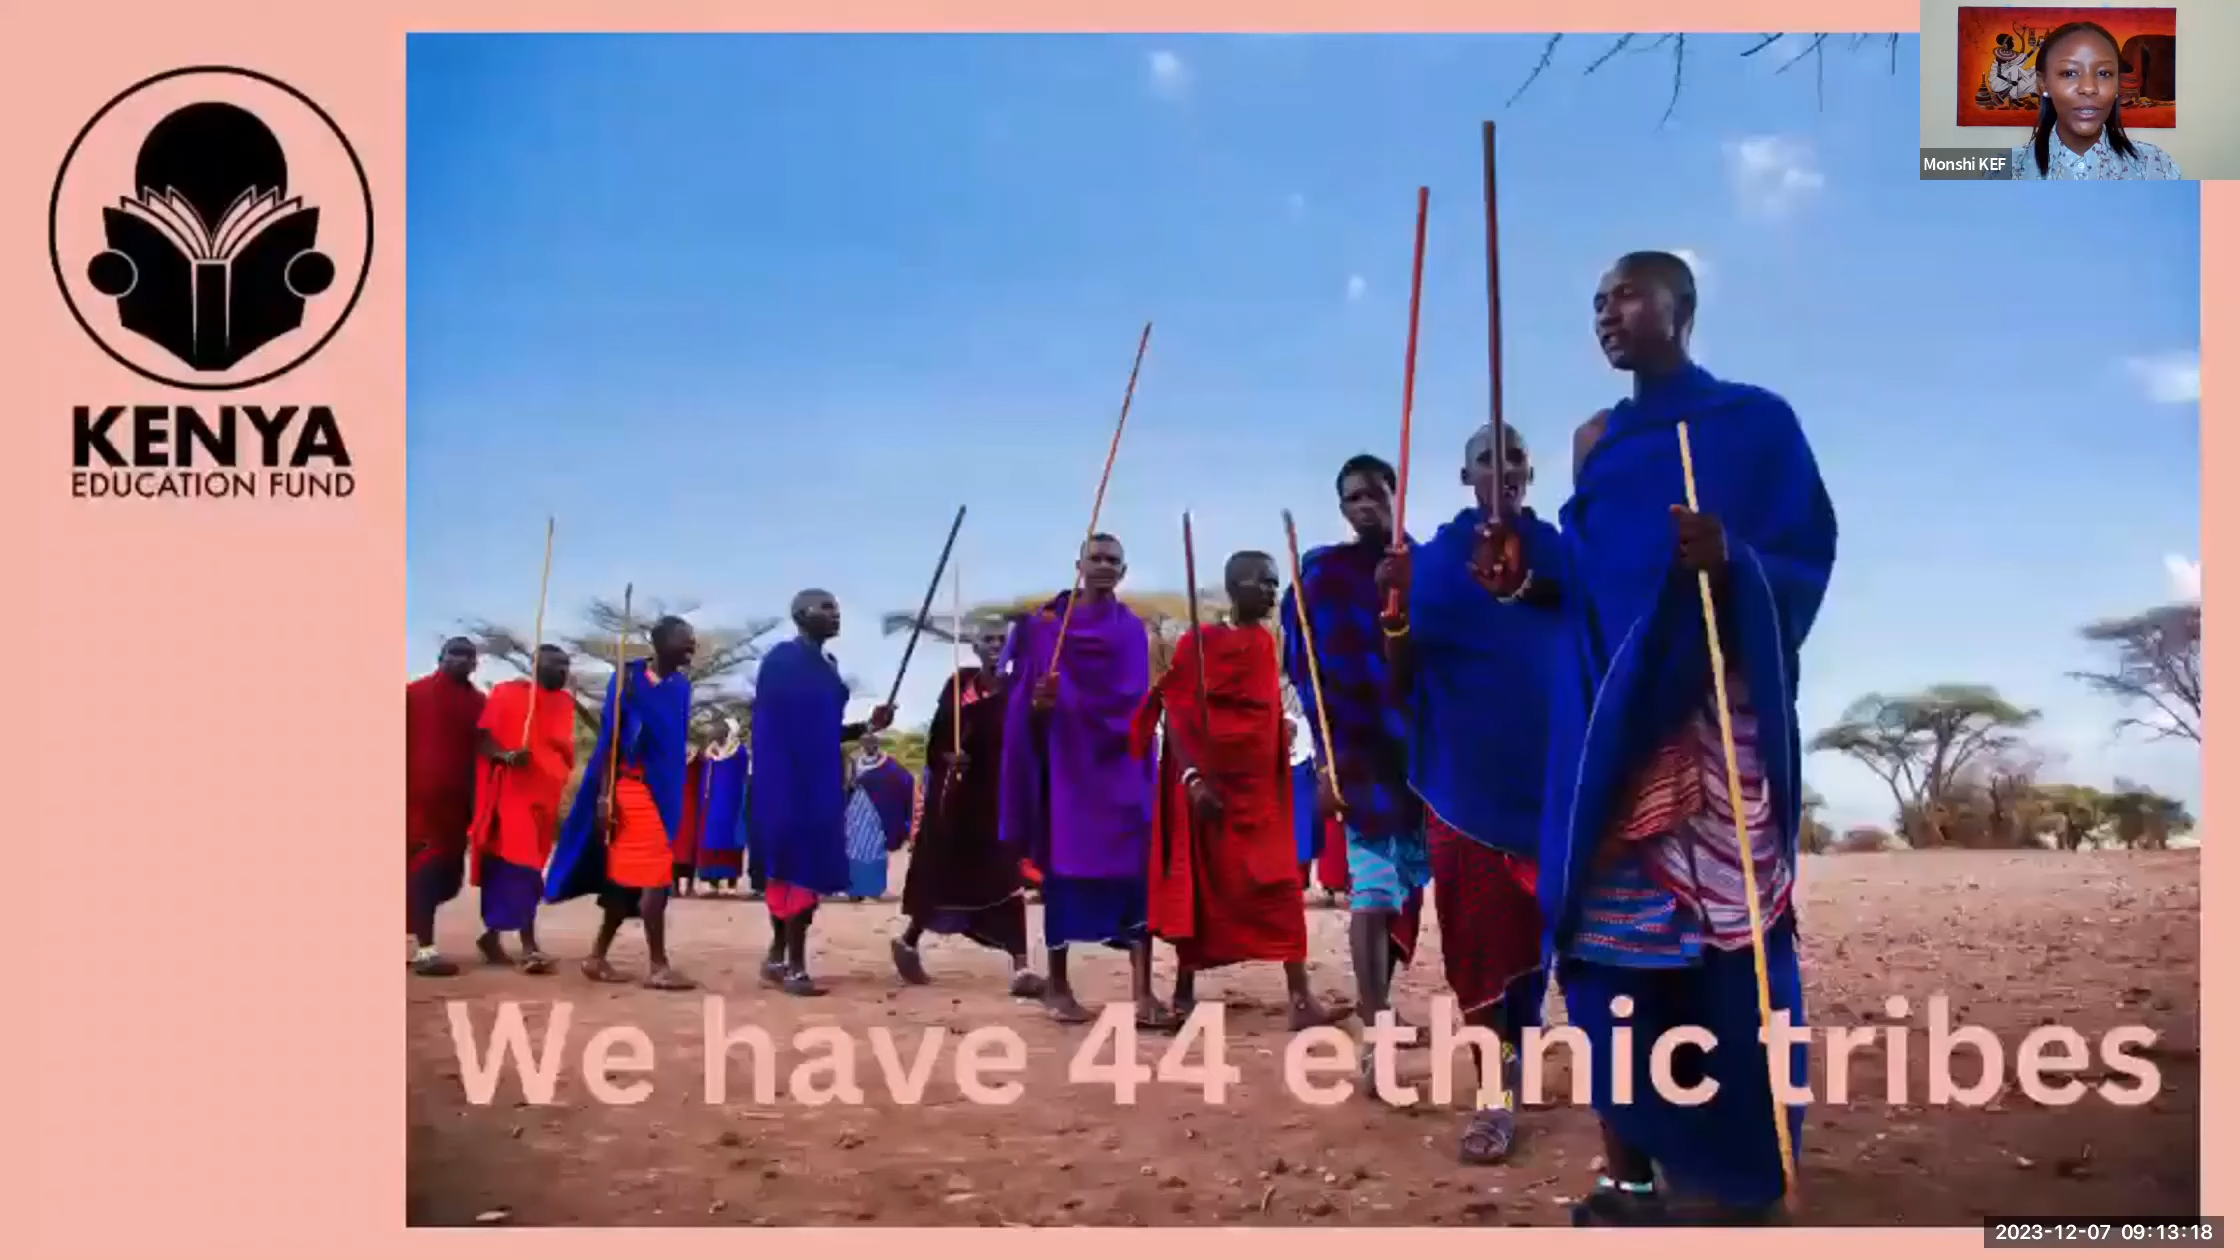 Monshi KEF
KENYA
EDUCATION FUND
We have 44 ethnic tribes
2023-12-07 09:13:18